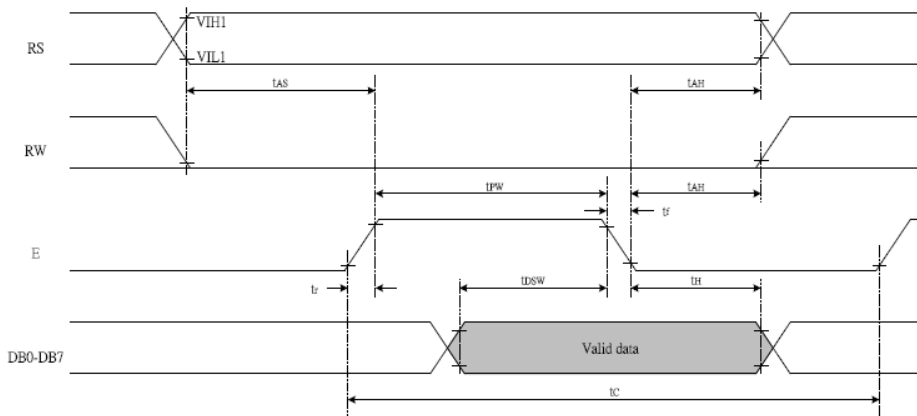 VIH1
RS
VIL1
tAS
tAH
RW
tPW
tAH
tf
E
tr
tDSW
tH
DB0-DB7
Valid data
tC